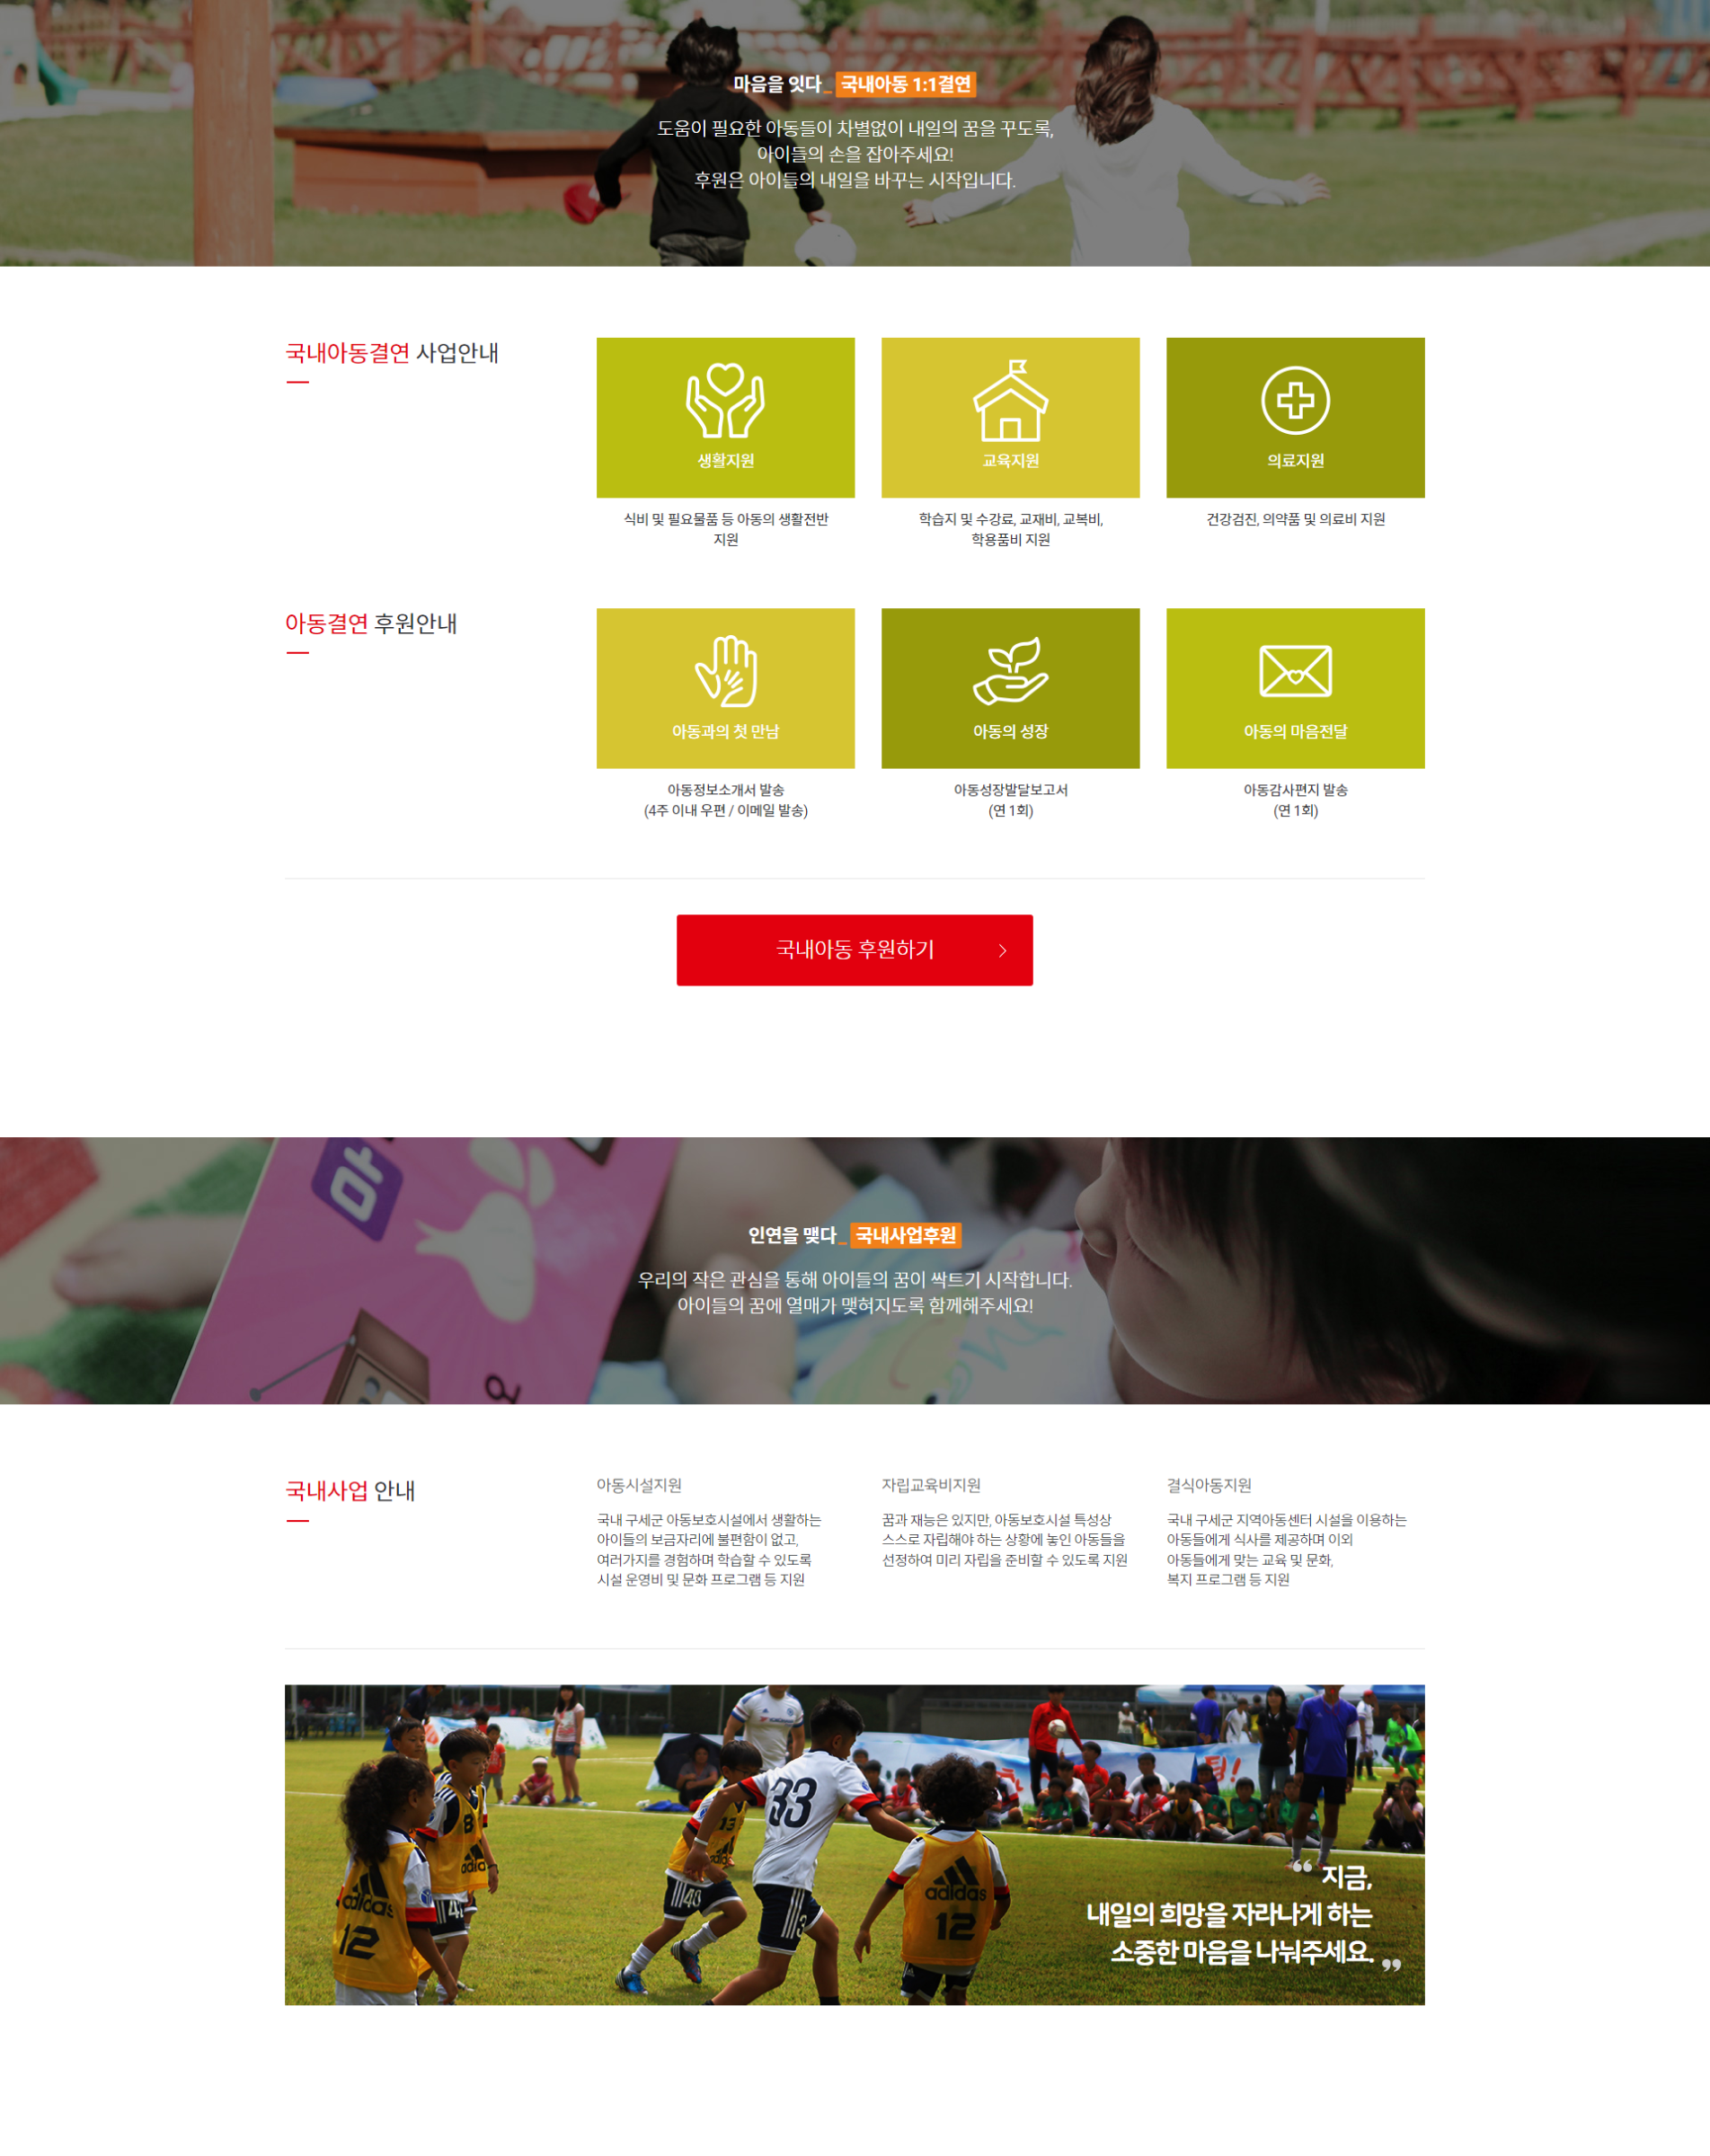 마음을 잇다_ 국내아동 1:1결연
도움이 필요한 아동들이 차별없이 내일의 꿈을 꾸도록,
아이들의 손을 잡아주세요!
후원은 아이들의 내일을 바꾸는 시작입니다.
국내아동결연 사업안내
생활지원
식비 및 필요물품 등 아동의 생활전반
지원
교육지원
학습지 및 수강료, 교재비, 교복비,
학용품비 지원
의료지원
건강검진, 의약품 및 의료비 지원
아동결연 후원안내
아동과의 첫 만남
아동정보소개서 발송
(4주 이내 우편 / 이메일 발송)
아동의 성장
아동성장발달보고서
(연 1회)
아동의 마음전달
아동감사편지 발송
(연 1회)
국내아동 후원하기
인연을 맺다_ 국내사업후원
우리의 작은 관심을 통해 아이들의 꿈이 싹트기 시작합니다.
아이들의 꿈에 열매가 맺혀지도록 함께해주세요!
국내사업 안내
아동시설지원
국내 구세군 아동보호시설에서 생활하는
아이들의 보금자리에 불편함이 없고,
여러가지를 경험하며 학습할 수 있도록
시설 운영비 및 문화 프로그램 등 지원
자립교육비지원
꿈과 재능은 있지만, 아동보호시설 특성상
스스로 자립해야 하는 상황에 놓인 아동들을
선정하여 미리 자립을 준비할 수 있도록 지원
결식아동지원
국내 구세군 지역아동센터 시설을 이용하는
아동들에게 식사를 제공하며 이외
아동들에게 맞는 교육 및 문화,
복지 프로그램 등 지원
33
13
8
adidas
40
41
adidas
12
adidas
12
“ 지금,
내일의 희망을 자라나게 하는
소중한 마음을 나눠주세요. ”